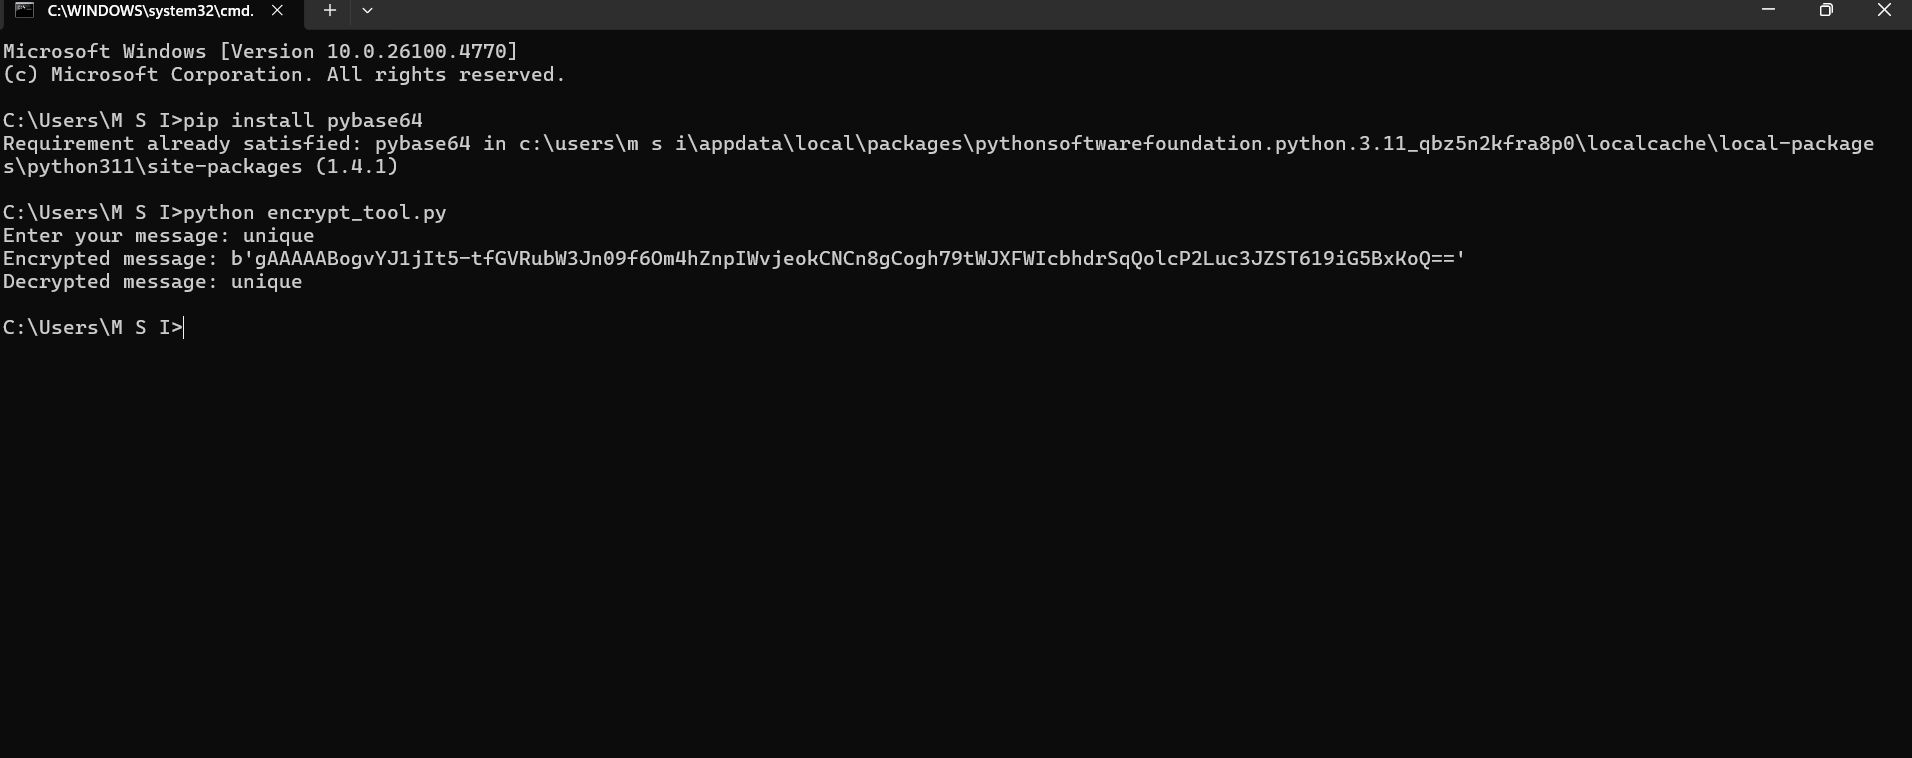 C:\WINDOWS\system32\cmd.
Microsoft Windows [Version 10.0.26100.4770]
(c) Microsoft Corporation. All rights reserved.
C:\Users\M S I>pip install pybase64
Requirement already satisfied: pybase64 in c:\users\m s i\appdata\local\packages\pythonsoftwarefoundation.python.3.11_qbz5n2kfra8p0\localcache\local-package
s\python311\site-packages (1.4.1)
C:\Users\M S I>python encrypt_tool.py
Enter your message: unique
Encrypted message: b'gAAAAABogvYJ1jIt5-tfGVRubW3Jn09f6Om4hZnpIWvjeokCNCn8gCogh79tWJXFWIcbhdrSqQolcP2Luc3JZST619iG5BxKoQ=='
Decrypted message: unique
C:\Users\M S I>